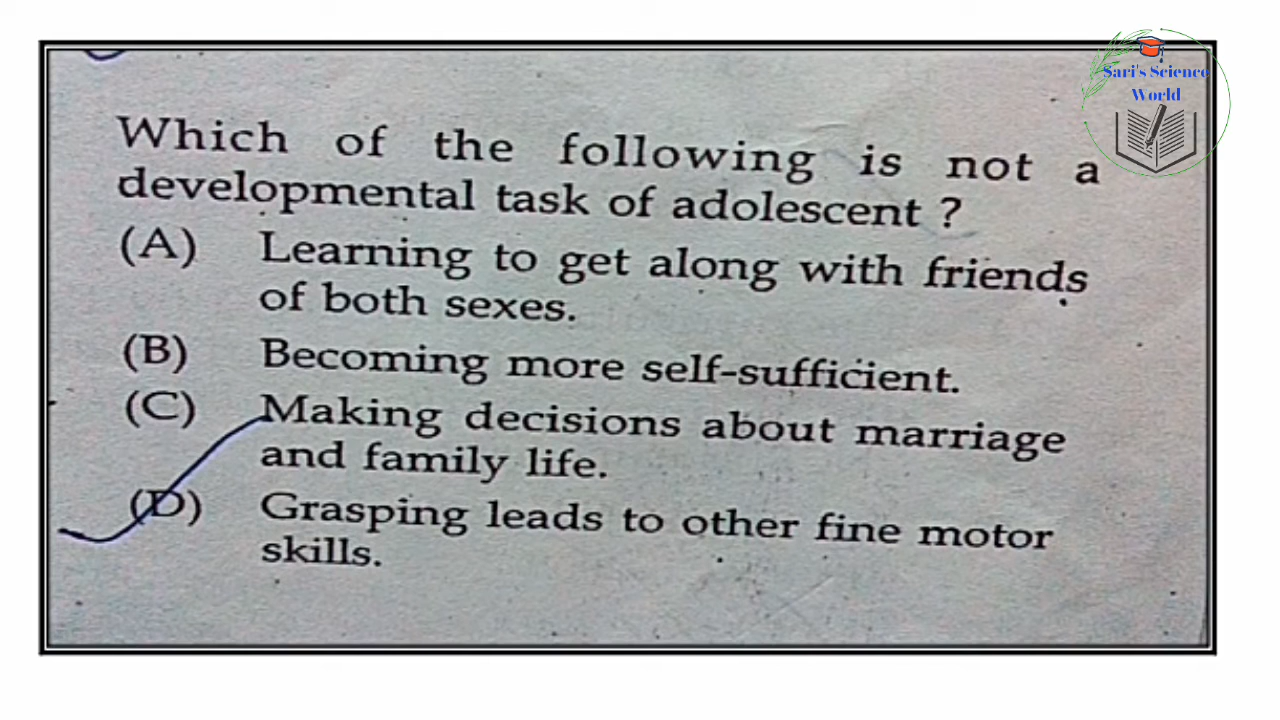 Sari's Science
World
Which of the following is not a
developmental task of adolescent ?
(A) Learning to get along with friends
of both sexes.
(B) Becoming more self-sufficient.
(C) Making decisions about marriage
and family life.
(D) Grasping leads to other fine motor
skills.